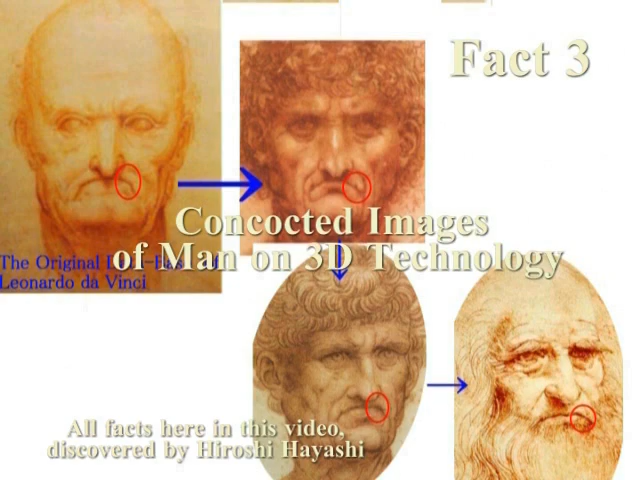 Fact 3
Concocted Images
of Man on 3D Technology
The Original of
Leonardo da Vinci
All facts here in this video,
discovered by Hiroshi Hayashi